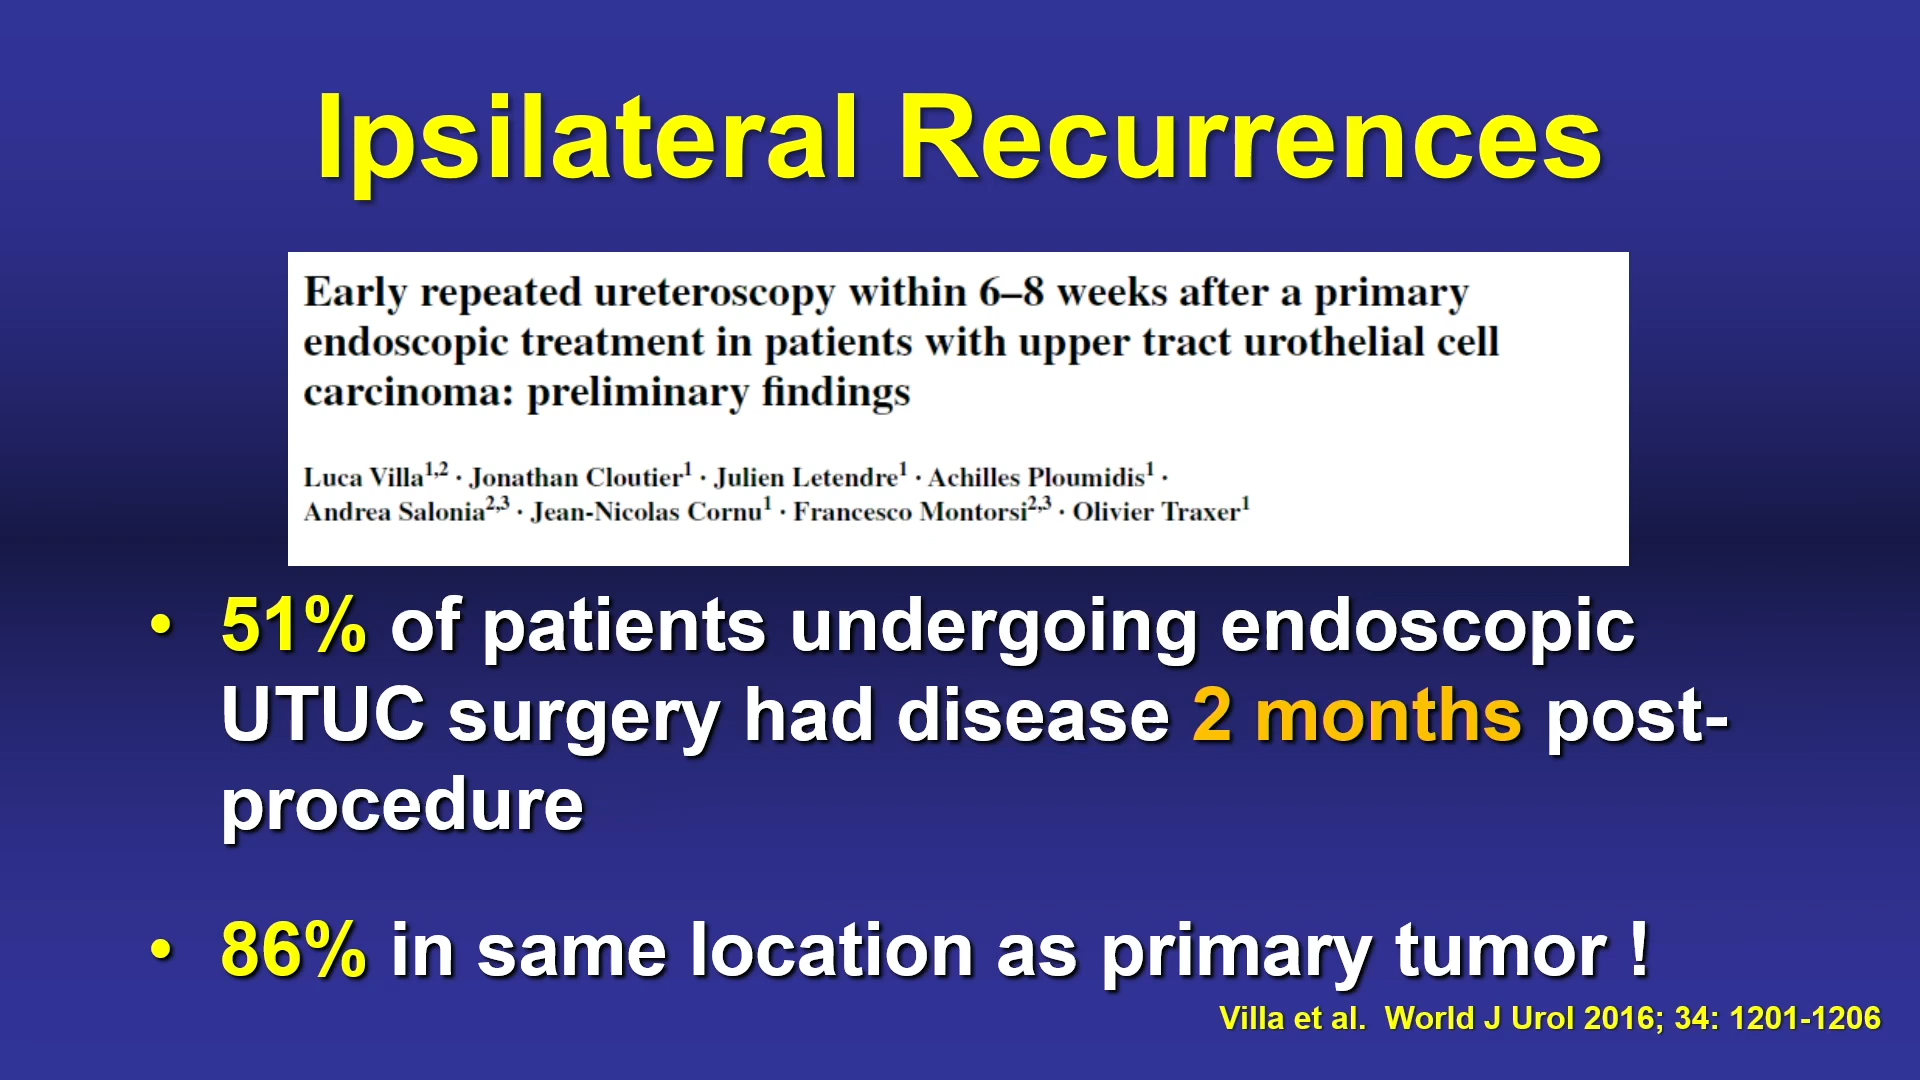 Ipsilateral Recurrences
Early repeated ureteroscopy within 6–8 weeks after a primary
endoscopic treatment in patients with upper tract urothelial cell
carcinoma: preliminary findings
Luca Villa1,2 · Jonathan Cloutier1 · Julien Letendre1 · Achilles Ploumidis1 ·
Andrea Salonia2,3 · Jean-Nicolas Cornu1 · Francesco Montorsi2,3 · Olivier Traxer1
• 51% of patients undergoing endoscopic
UTUC surgery had disease 2 months post-
procedure
• 86% in same location as primary tumor !
Villa et al. World J Urol 2016; 34: 1201-1206